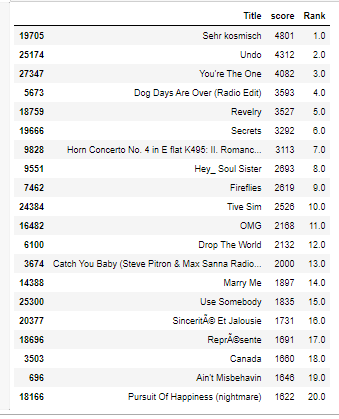 Title score Rank
19705 Sehr kosmisch 4801 1.0
25174 Undo 4312 2.0
27347 You're The One 4082 3.0
5673 Dog Days Are Over (Radio Edit) 3593 4.0
18759 Revelry 3527 5.0
19666 Secrets 3292 6.0
9828 Horn Concerto No. 4 in E flat K495: II. Romanc... 3113 7.0
9551 Hey_ Soul Sister 2693 8.0
7462 Fireflies 2619 9.0
24384 Tive Sim 2526 10.0
16482 OMG 2168 11.0
6100 Drop The World 2132 12.0
3674 Catch You Baby (Steve Pitron & Max Sanna Radio... 2000 13.0
14388 Marry Me 1897 14.0
25300 Use Somebody 1835 15.0
20377 SinceritÃ© Et Jalousie 1731 16.0
18696 ReprÃ©sente 1691 17.0
3503 Canada 1660 18.0
696 Ain't Misbehavin 1646 19.0
18166 Pursuit Of Happiness (nightmare) 1622 20.0